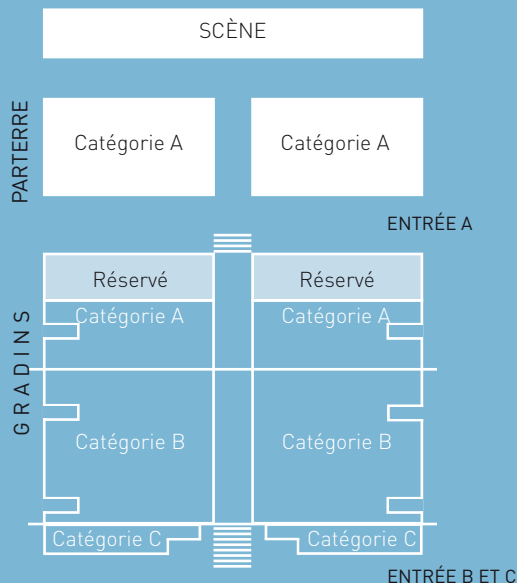 SCÈNE
PARTERRE
Catégorie A
Catégorie A
ENTRÉE A
GRADINS
Réservé
Réservé
Catégorie A
Catégorie A
Catégorie B
Catégorie B
Catégorie C
Catégorie C
ENTRÉE B ET C